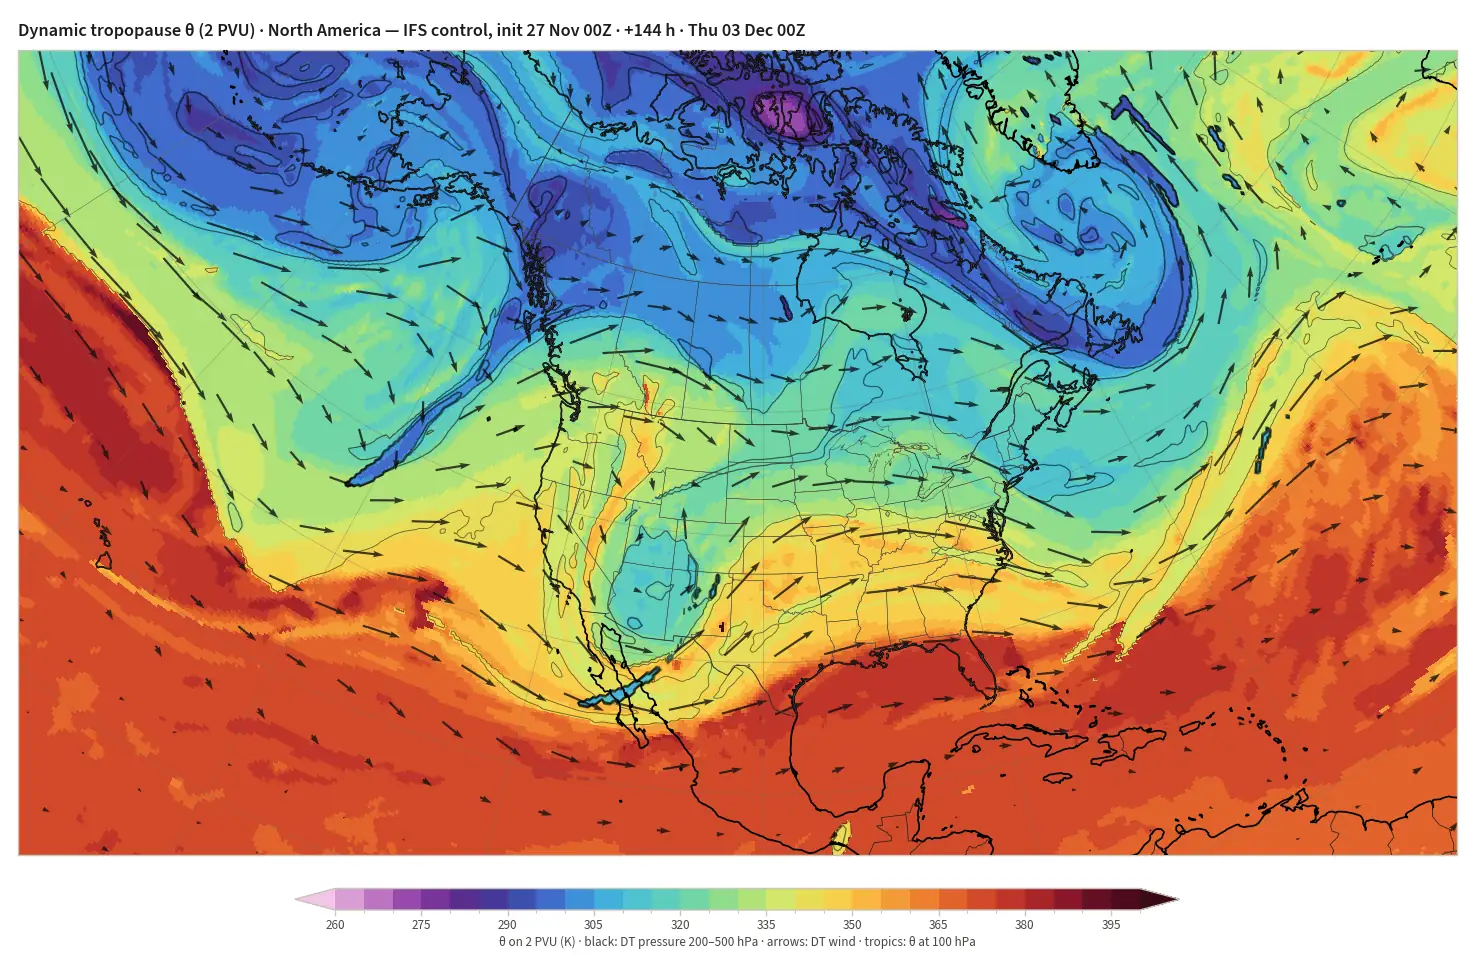 Dynamic tropopause θ (2 PVU) · North America — IFS control, init 27 Nov 00Z · +144 h · Thu 03 Dec 00Z
260 275 290 305 320 335 350 365 380 395
θ on 2 PVU (K) · black: DT pressure 200–500 hPa · arrows: DT wind · tropics: θ at 100 hPa